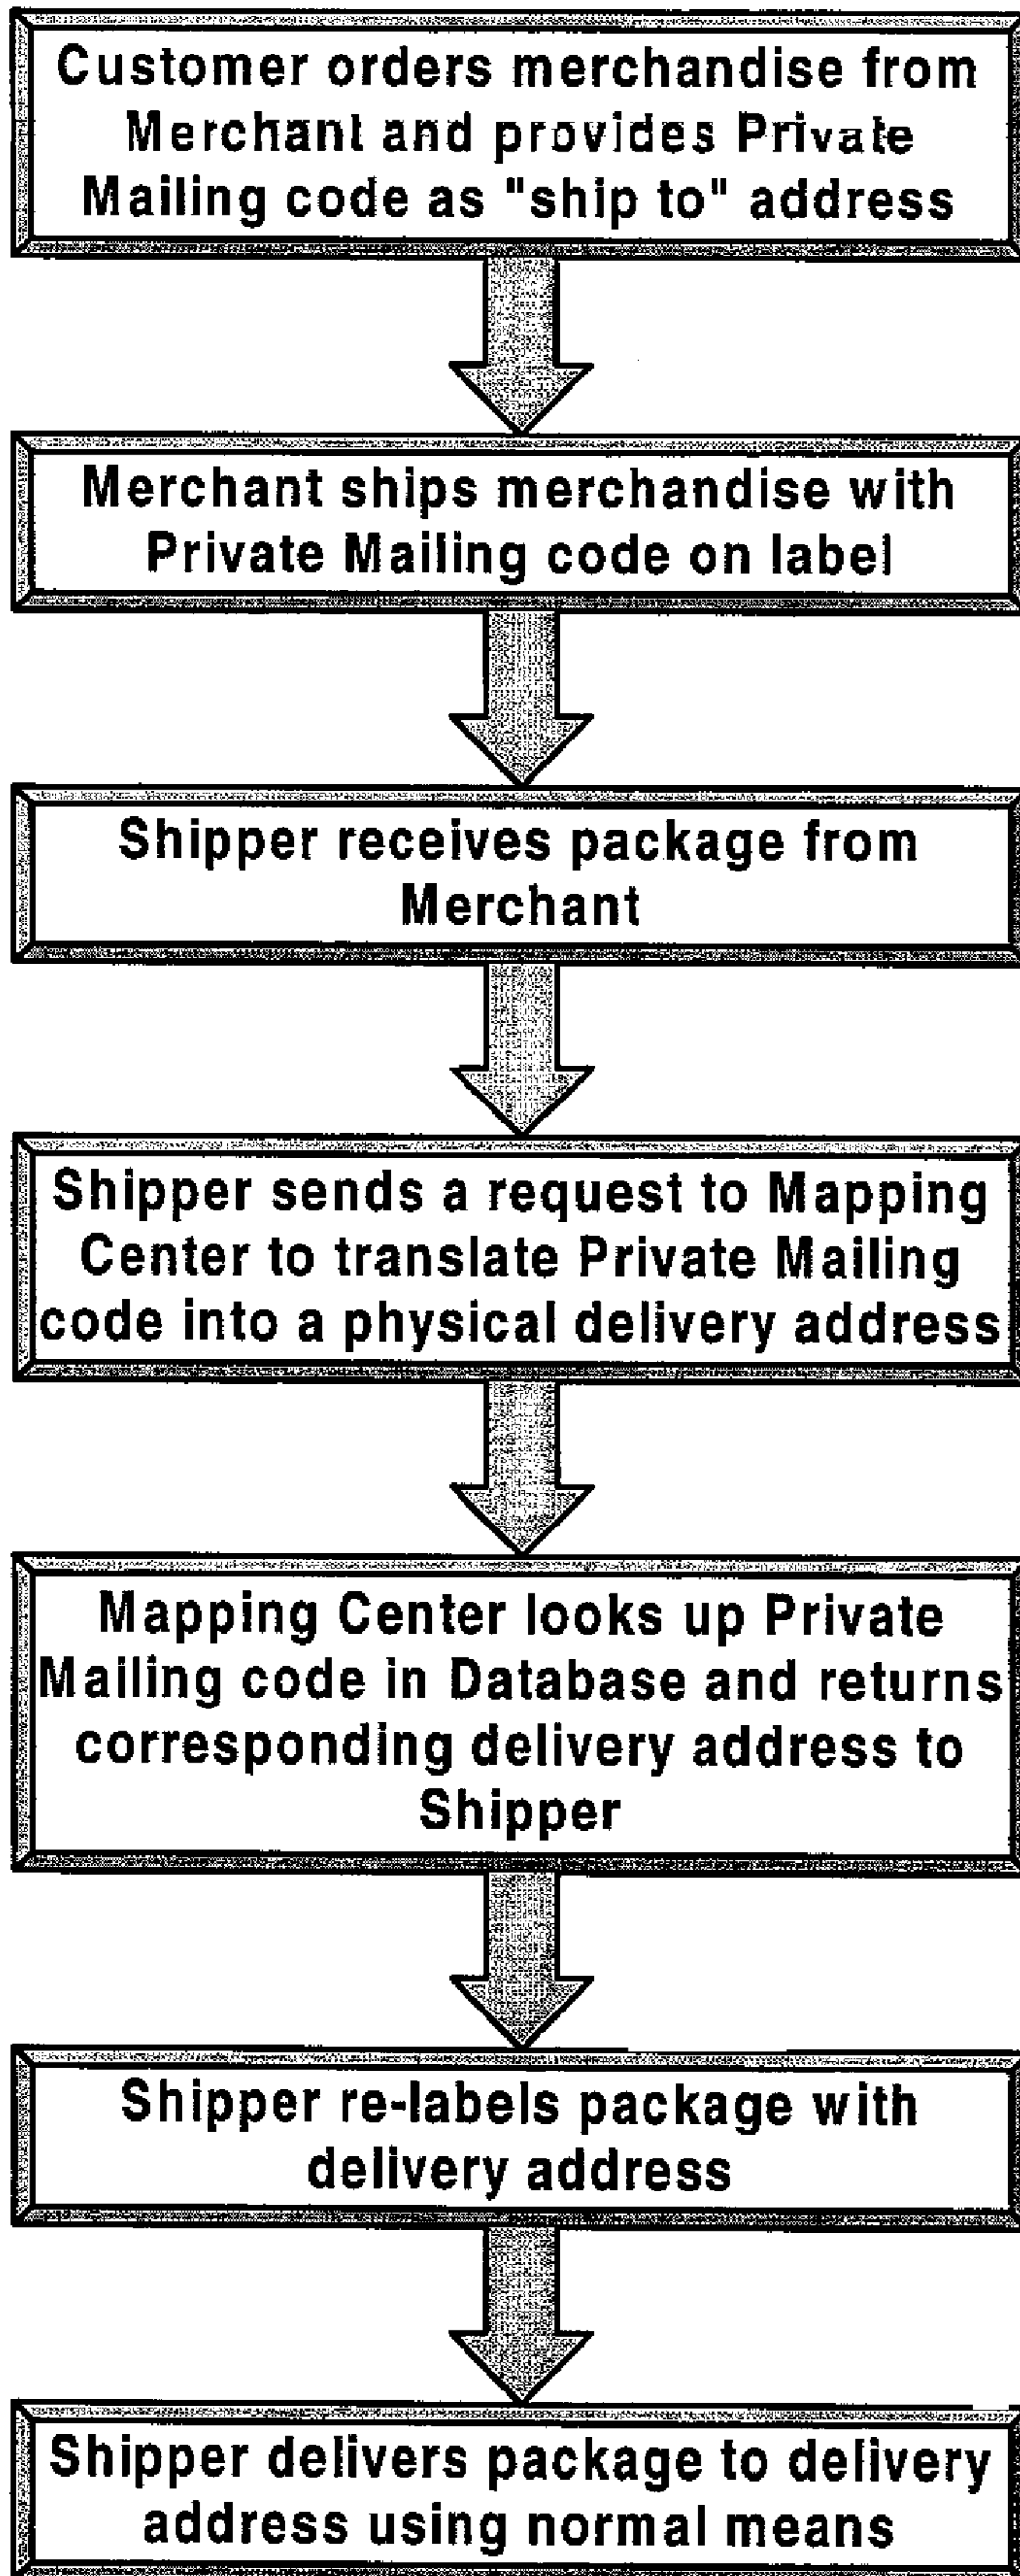 Customer orders merchandise from
Merchant and provides Private
Mailing code as "ship to" address
Merchant ships merchandise with
Private Mailing code on label
Shipper receives package from
Merchant
Shipper sends a request to Mapping
Center to translate Private Mailing
code into a physical delivery address
Mapping Center looks up Private
Mailing code in Database and returns
corresponding delivery address to
Shipper
Shipper re-labels package with
delivery address
Shipper delivers package to delivery
address using normal means